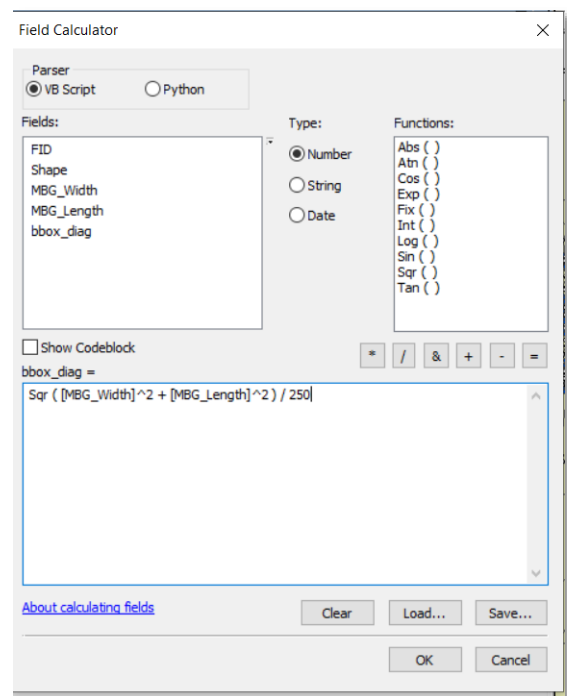 Field Calculator
Parser
VB Script Python
Fields:
FID
Shape
MBG_Width
MBG_Length
bbox_diag
Type:
Number
String
Date
Functions:
Abs ( )
Atn ( )
Cos ( )
Exp ( )
Fix ( )
Int ( )
Log ( )
Sin ( )
Sqr ( )
Tan ( )
Show Codeblock
* / & + - =
bbox_diag =
Sqr ( [MBG_Width]^2 + [MBG_Length]^2 ) / 250
About calculating fields
Clear Load... Save...
OK Cancel